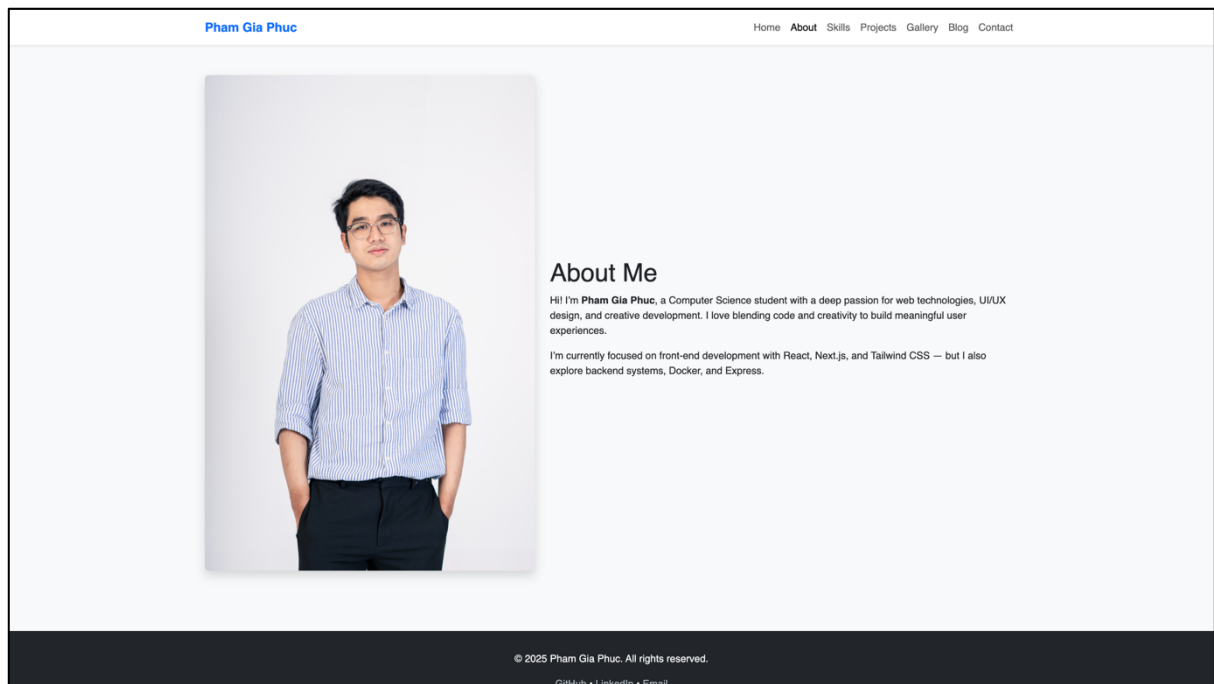 Pham Gia Phuc
Home About Skills Projects Gallery Blog Contact
About Me
Hi! I'm Pham Gia Phuc, a Computer Science student with a deep passion for web technologies, UI/UX
design, and creative development. I love blending code and creativity to build meaningful user
experiences.
I'm currently focused on front-end development with React, Next.js, and Tailwind CSS — but I also
explore backend systems, Docker, and Express.
© 2025 Pham Gia Phuc. All rights reserved.
GitHub • LinkedIn • Email